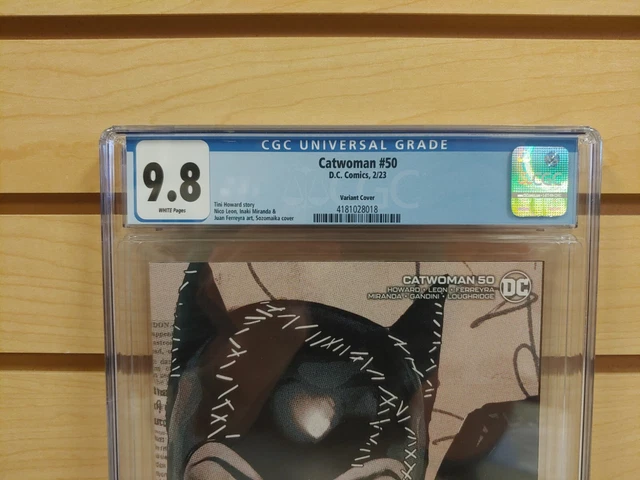 CGC UNIVERSAL GRADE
9.8
WHITE Pages
Catwoman #50
D.C. Comics, 2/23
Variant Cover
Tini Howard story
Nico Leon, Inaki Miranda &
Juan Ferreyra art, Sozomaika cover
4181028018
CATWOMAN 50
HOWARD • LEON • FERREYRA
MIRANDA • GANDINI • LOUGHRIDGE
DC